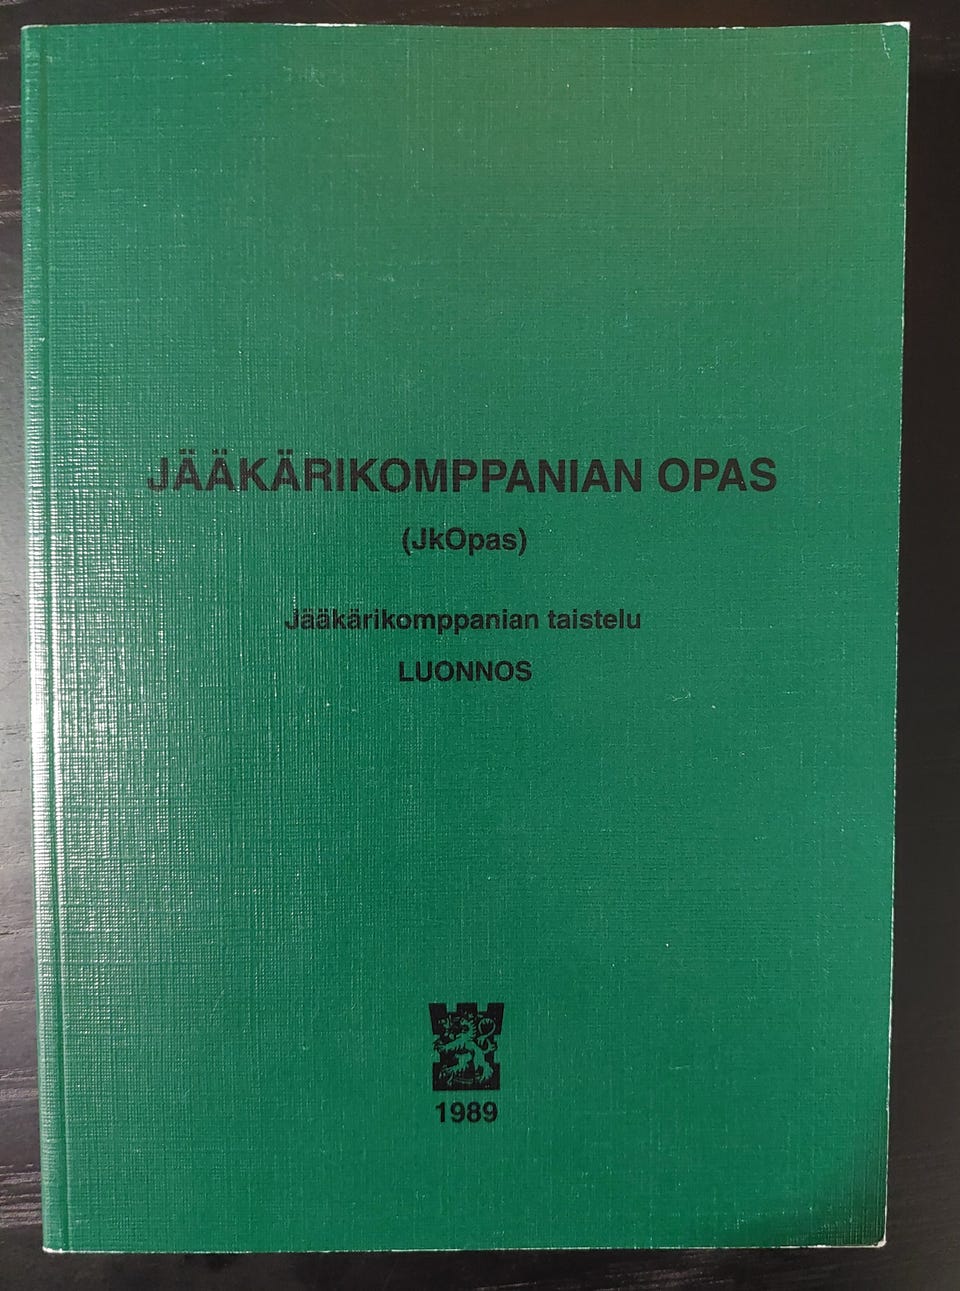 JÄÄKÄRIKOMPPANIAN OPAS
(JkOpas)
Jääkärikomppanian taistelu
LUONNOS
1989